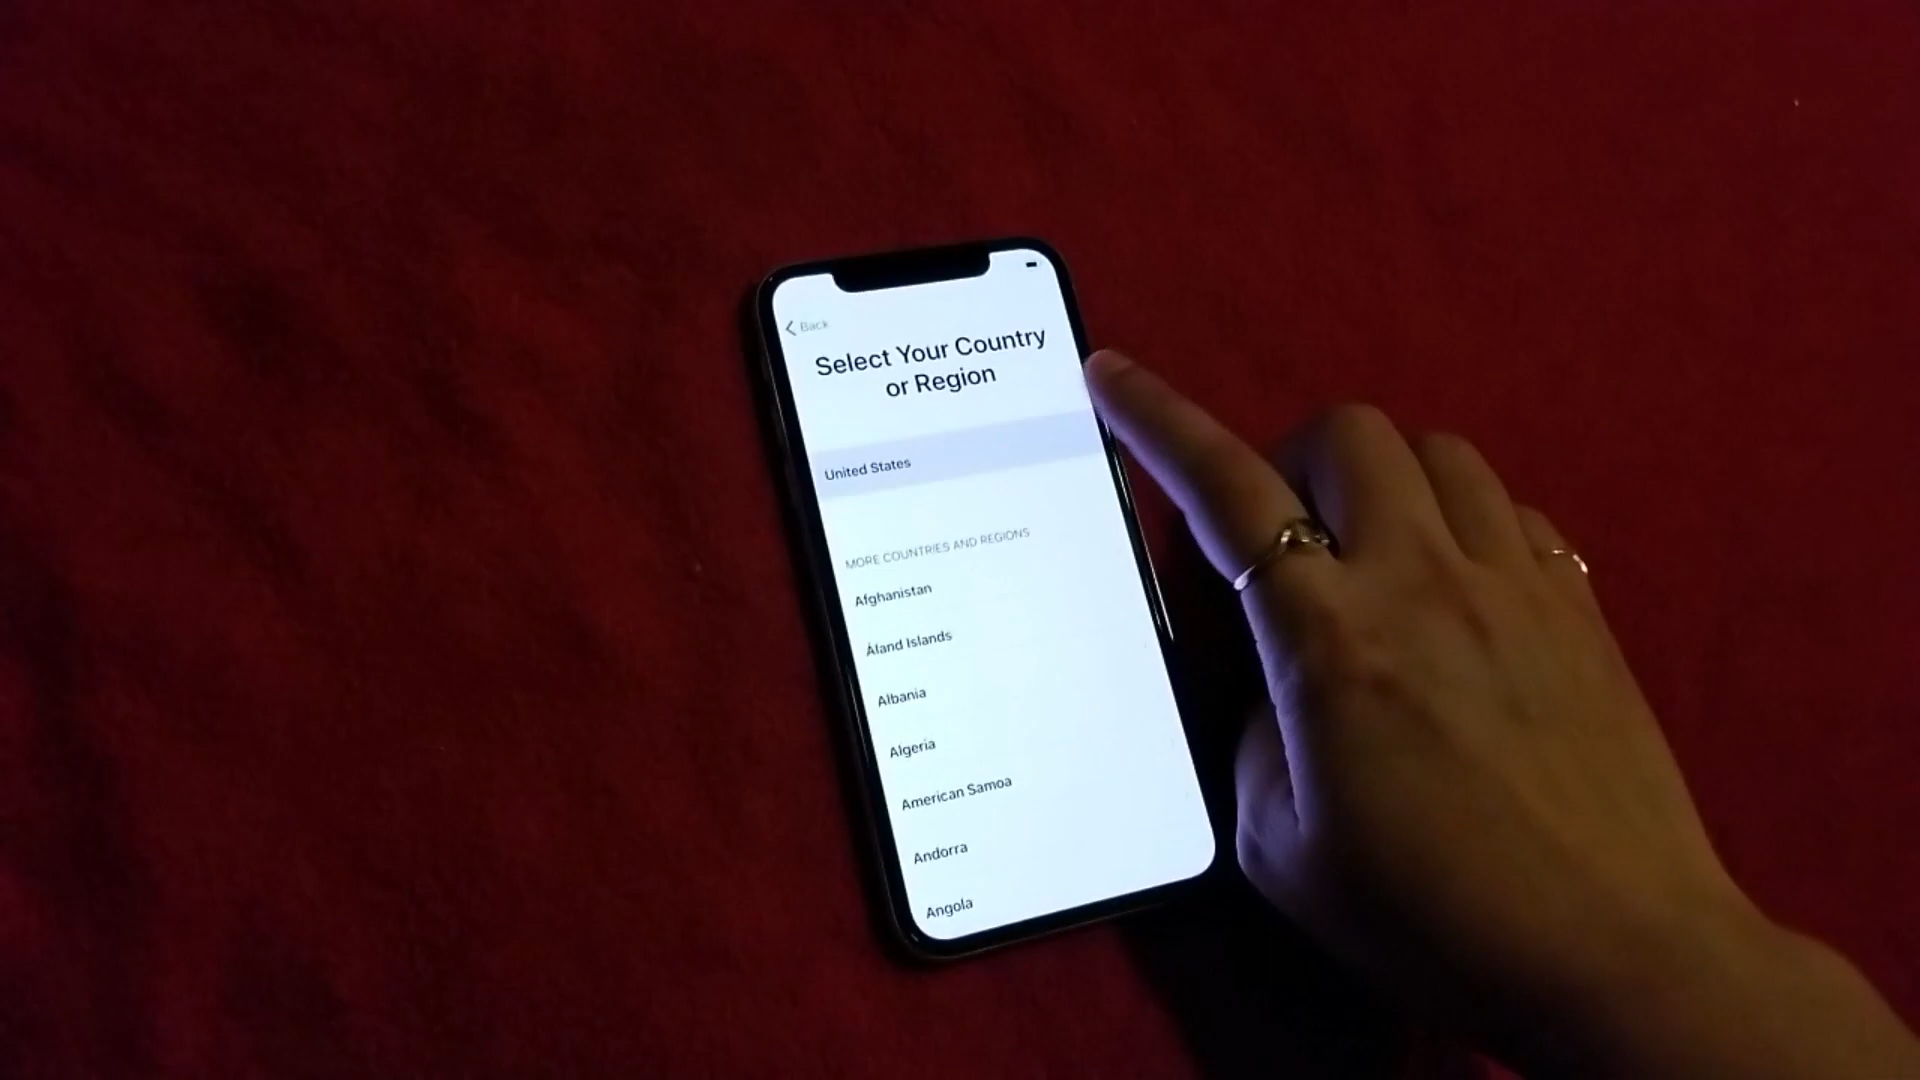 Back
Select Your Country
or Region
United States
MORE COUNTRIES AND REGIONS
Afghanistan
Åland Islands
Albania
Algeria
American Samoa
Andorra
Angola